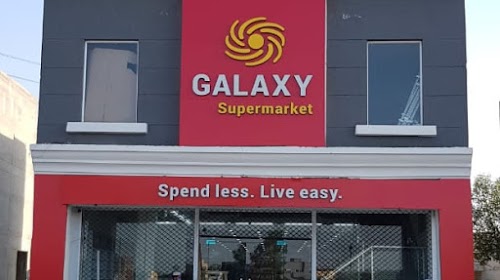 GALAXY
Supermarket
Spend less. Live easy.